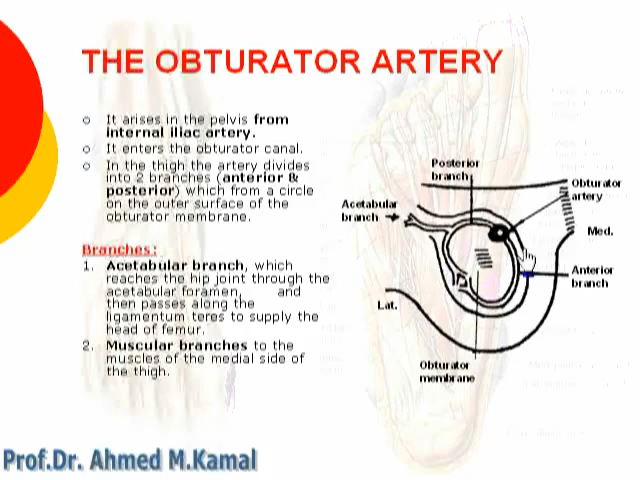 THE OBTURATOR ARTERY
It arises in the pelvis from
internal iliac artery.
It enters the obturator canal.
In the thigh the artery divides
into 2 branches (anterior &
posterior) which from a circle
on the outer surface of the
obturator membrane.
Branches:
1. Acetabular branch, which
reaches the hip joint through the
acetabular foramen, and
then passes along the
ligamentum teres to supply the
head of femur.
2. Muscular branches to the
muscles of the medial side of
the thigh.
Posterior
branch
Obturator
artery
Acetabular
branch
Med.
Anterior
branch
Lat.
Obturator
membrane
Prof.Dr. Ahmed M.Kamal